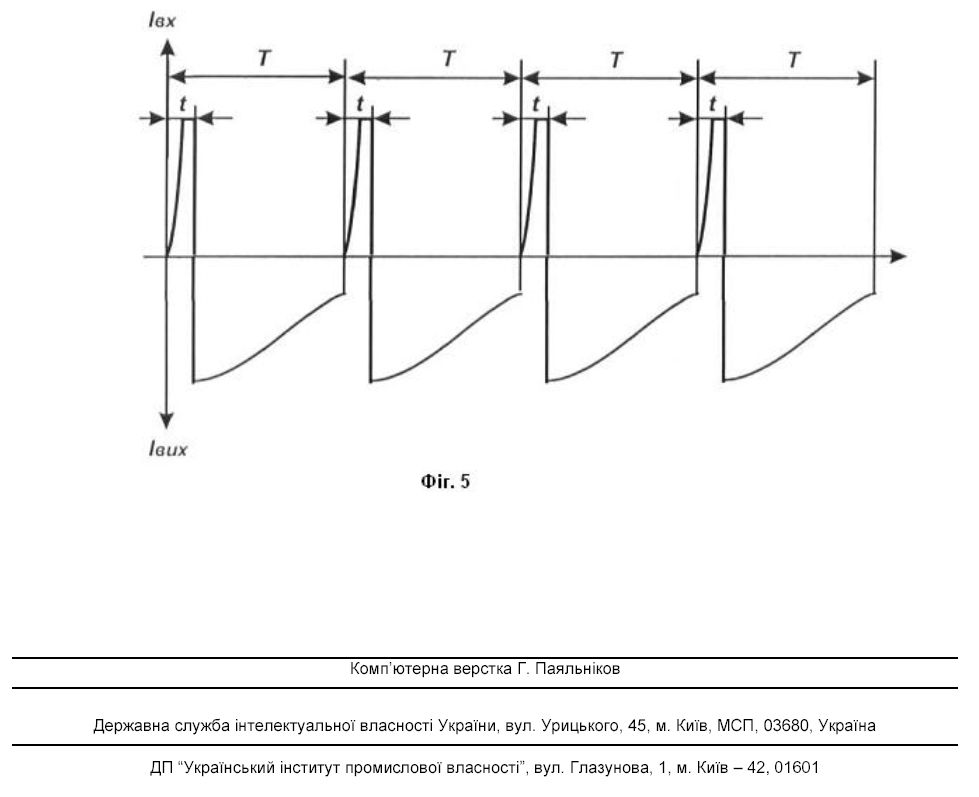 Iвх
T T T T
t t t t
Iвих
Фіг. 5
Комп’ютерна верстка Г. Паяльніков
Державна служба інтелектуальної власності України, вул. Урицького, 45, м. Київ, МСП, 03680, Україна
ДП “Український інститут промислової власності”, вул. Глазунова, 1, м. Київ – 42, 01601